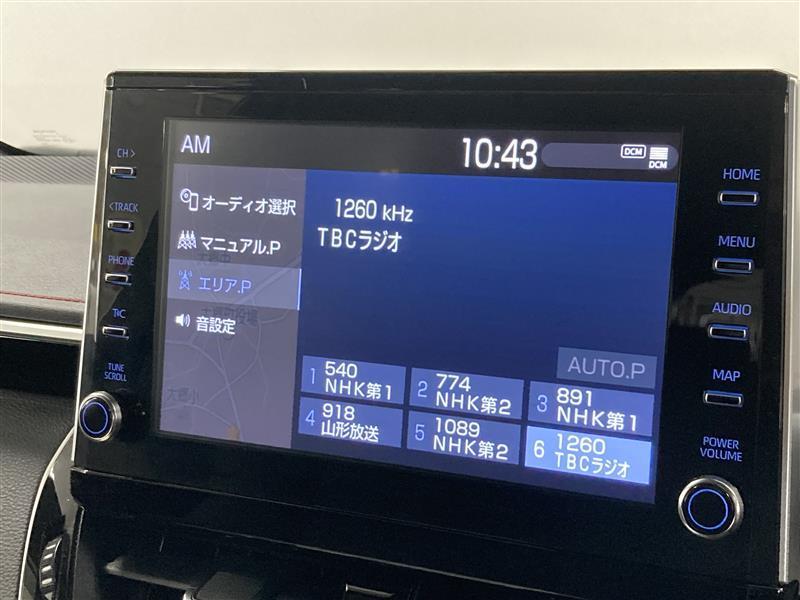 AM
10:43
DCM
DCM
オーディオ選択
マニュアル.P
エリア.P
音設定
大郷小
1260 kHz
TBCラジオ
AUTO.P
1 540 NHK第1
2 774 NHK第2
3 891 NHK第1
4 918 山形放送
5 1089 NHK第2
6 1260 TBCラジオ
CH >
< TRACK
PHONE
T&C
TUNE
SCROLL
HOME
MENU
AUDIO
MAP
POWER
VOLUME